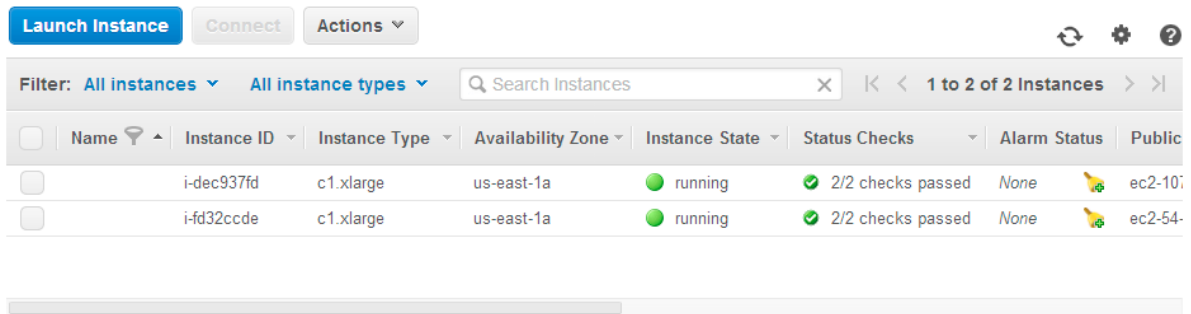 Launch Instance Connect Actions
Filter: All instances All instance types Search Instances 1 to 2 of 2 Instances
Name Instance ID Instance Type Availability Zone Instance State Status Checks Alarm Status Public
i-dec937fd c1.xlarge us-east-1a running 2/2 checks passed None ec2-107
i-fd32ccde c1.xlarge us-east-1a running 2/2 checks passed None ec2-54-